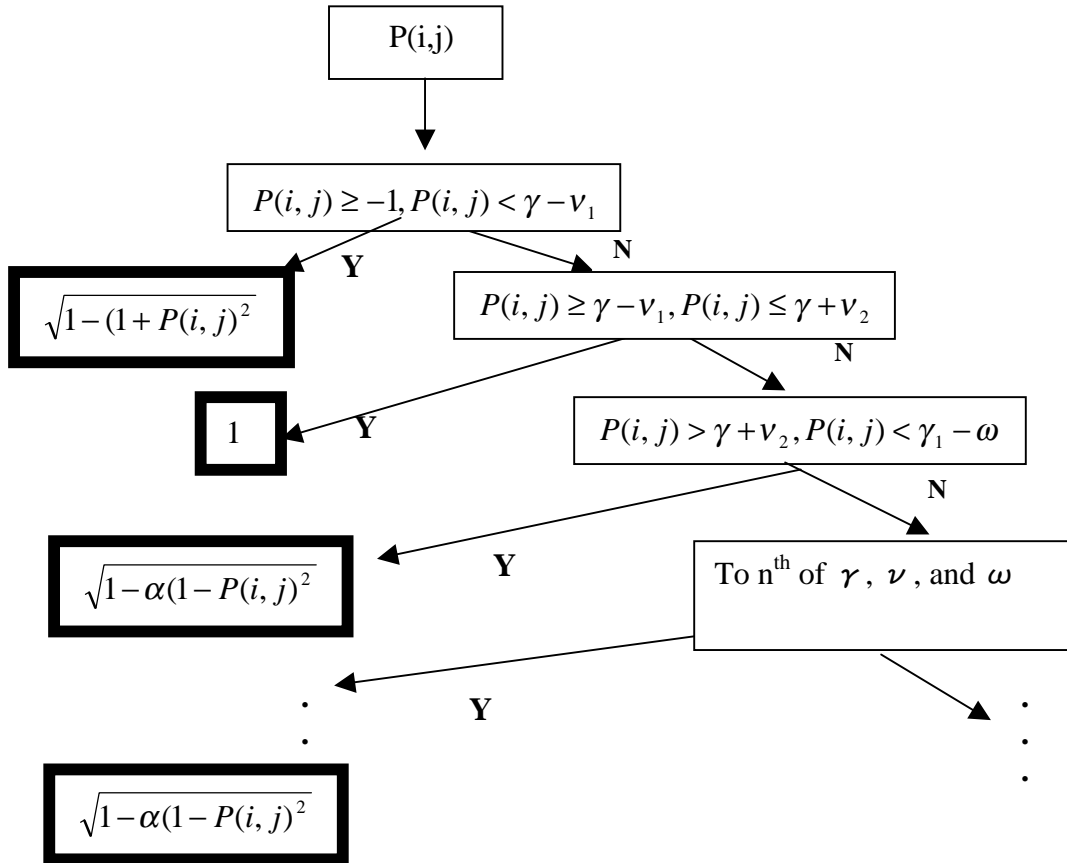 P(i,j)
P(i, j) ≥ −1, P(i, j) < γ − ν₁
Y
N
√1−(1+ P(i, j)²
P(i, j) ≥ γ − ν₁, P(i, j) ≤ γ + ν₂
N
1
Y
P(i, j) > γ + ν₂, P(i, j) < γ₁ − ω
N
√1−α(1− P(i, j)²
Y
To nᵗʰ of γ , ν , and ω
Y
√1−α(1− P(i, j)²